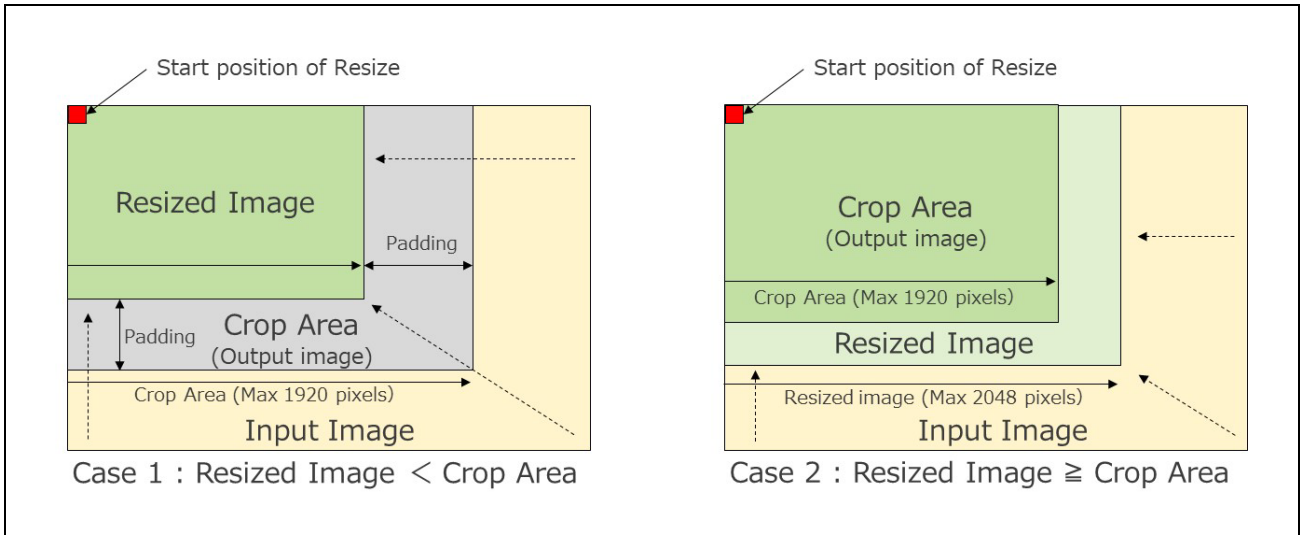 Start position of Resize
Resized Image
Padding
Padding
Crop Area
(Output image)
Crop Area (Max 1920 pixels)
Input Image
Case 1 : Resized Image < Crop Area
Start position of Resize
Crop Area
(Output image)
Crop Area (Max 1920 pixels)
Resized Image
Resized image (Max 2048 pixels)
Input Image
Case 2 : Resized Image ≧ Crop Area